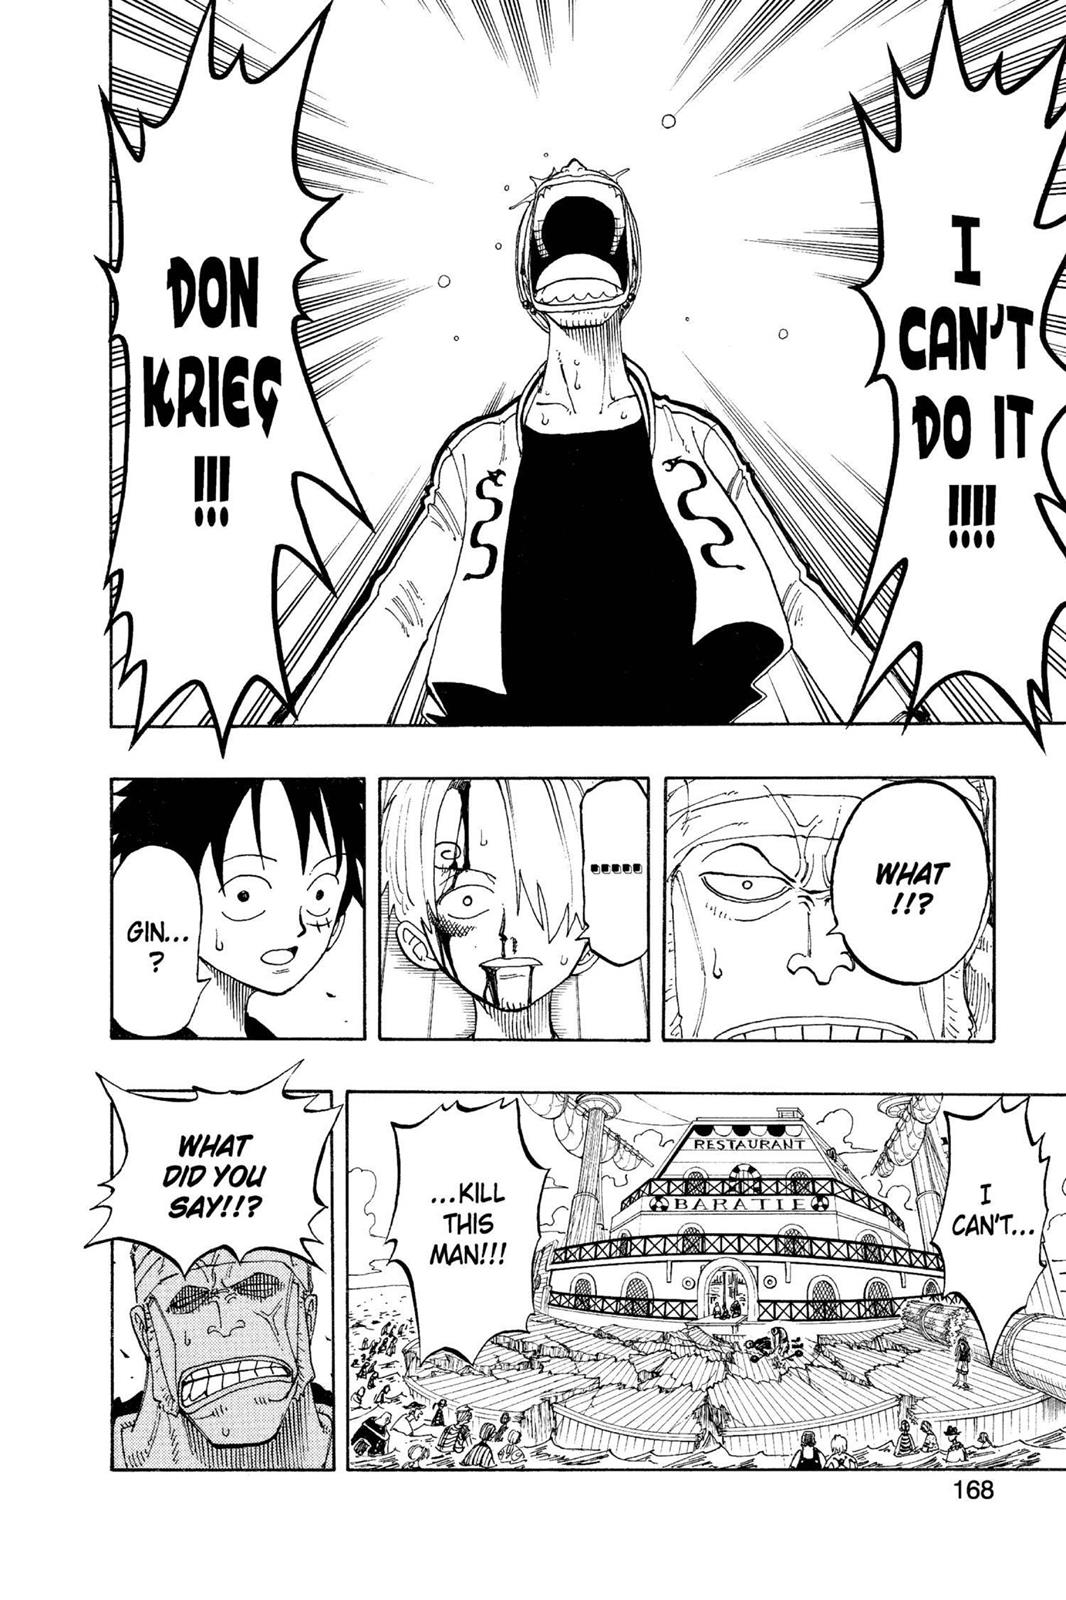 I
CAN'T
DO IT
!!!!
DON
KRIEG
!!!
WHAT
!!?
.....
GIN...
?
I
CAN'T...
RESTAURANT
BARATIE
...KILL
THIS
MAN!!!
WHAT
DID YOU
SAY!!?
168